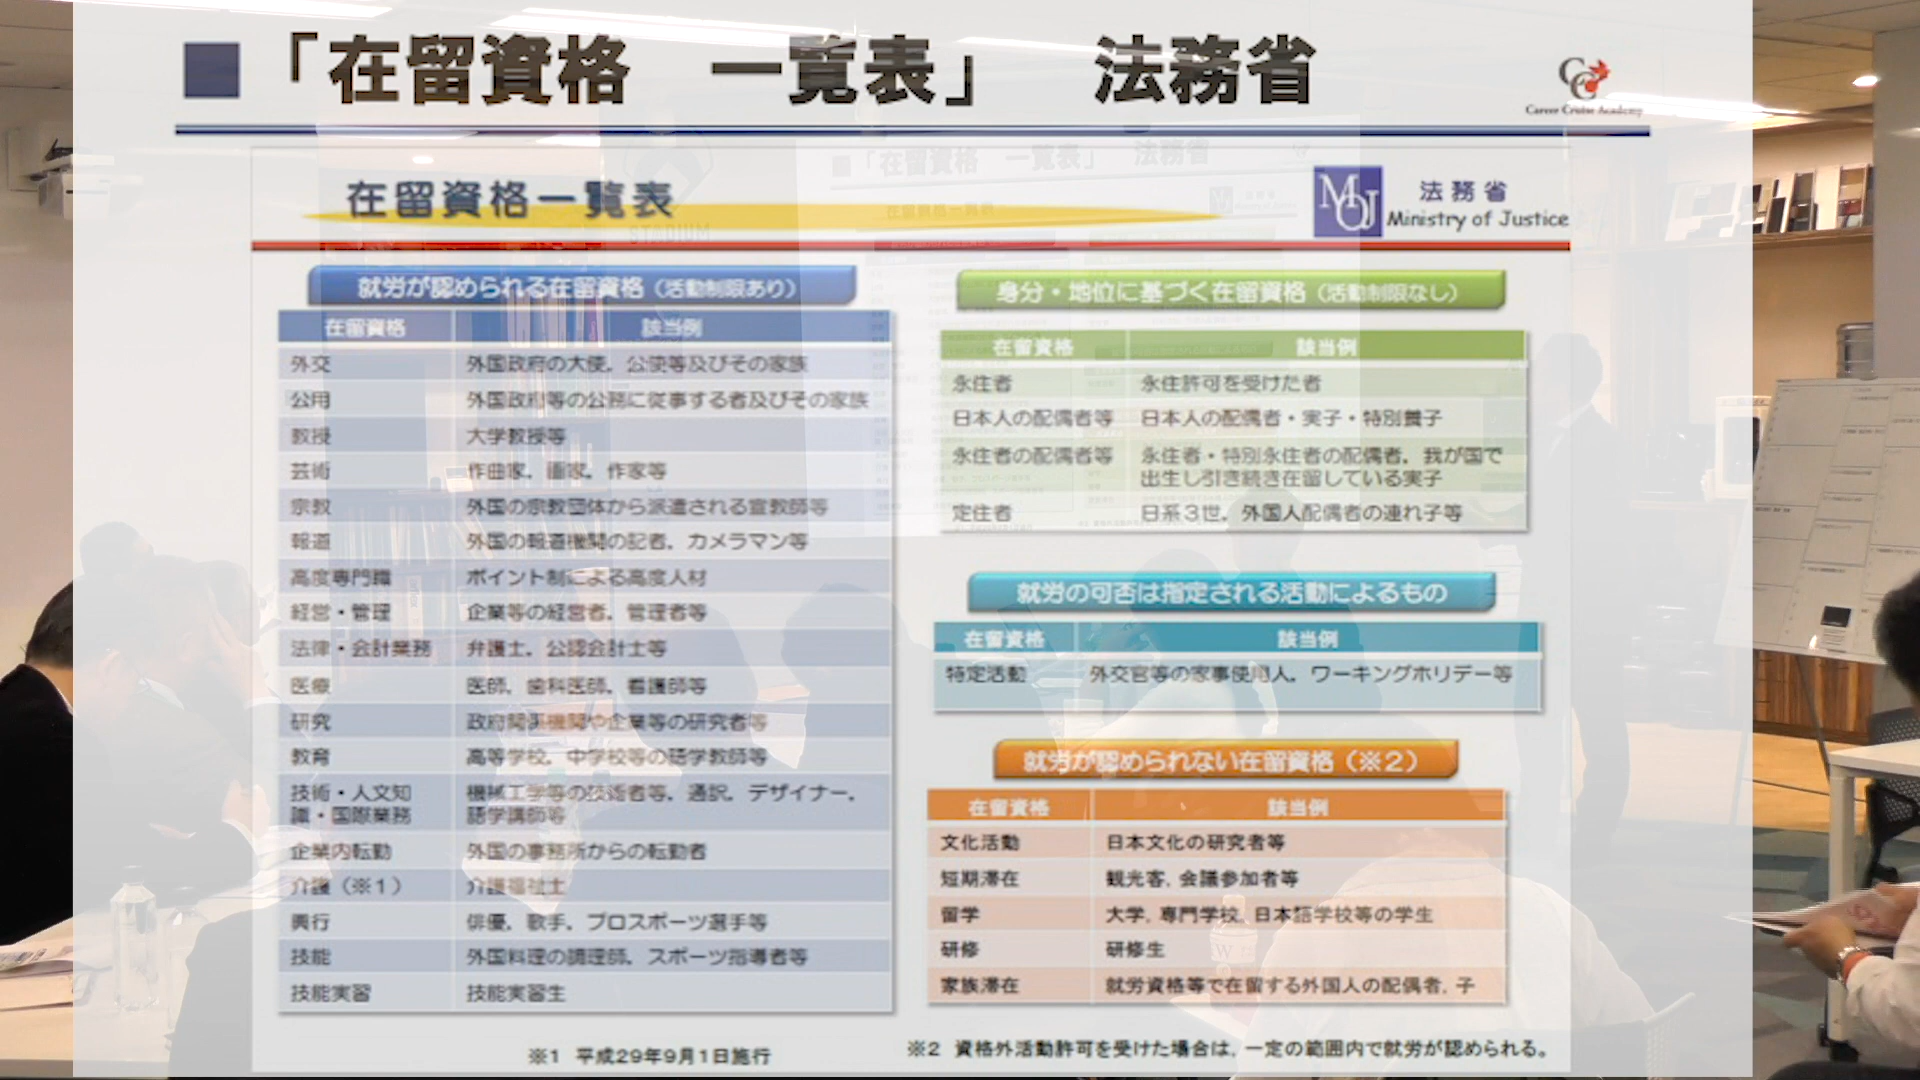 「在留資格 一覧表」 法務省
Career Cruise Academy
在留資格一覧表
MOJ
法務省
Ministry of Justice
就労が認められる在留資格(活動制限あり)
在留資格 該当例
外交 外国政府の大使,公使等及びその家族
公用 外国政府等の公務に従事する者及びその家族
教授 大学教授等
芸術 作曲家,画家,作家等
宗教 外国の宗教団体から派遣される宣教師等
報道 外国の報道機関の記者,カメラマン等
高度専門職 ポイント制による高度人材
経営・管理 企業等の経営者,管理者等
法律・会計業務 弁護士,公認会計士等
医療 医師,歯科医師,看護師等
研究 政府関係機関や企業等の研究者等
教育 高等学校,中学校等の語学教師等
技術・人文知 機械工学等の技術者等,通訳,デザイナー,
識・国際業務 語学講師等
企業内転勤 外国の事務所からの転勤者
介護(※1) 介護福祉士
興行 俳優,歌手,プロスポーツ選手等
技能 外国料理の調理師,スポーツ指導者等
技能実習 技能実習生
※1 平成29年9月1日施行
身分・地位に基づく在留資格(活動制限なし)
在留資格 該当例
永住者 永住許可を受けた者
日本人の配偶者等 日本人の配偶者・実子・特別養子
永住者の配偶者等 永住者・特別永住者の配偶者,我が国で
出生し引き続き在留している実子
定住者 日系3世,外国人配偶者の連れ子等
就労の可否は指定される活動によるもの
在留資格 該当例
特定活動 外交官等の家事使用人,ワーキングホリデー等
就労が認められない在留資格(※2)
在留資格 該当例
文化活動 日本文化の研究者等
短期滞在 観光客,会議参加者等
留学 大学,専門学校,日本語学校等の学生
研修 研修生
家族滞在 就労資格等で在留する外国人の配偶者,子
※2 資格外活動許可を受けた場合は,一定の範囲内で就労が認められる。
「在留資格 一覧表」 法務省
在留資格一覧表
STADIUM